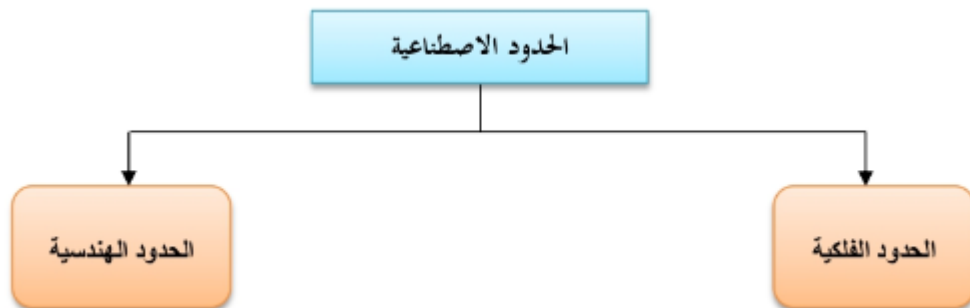 الحدود الاصطناعية
الحدود الفلكية
الحدود الهندسية